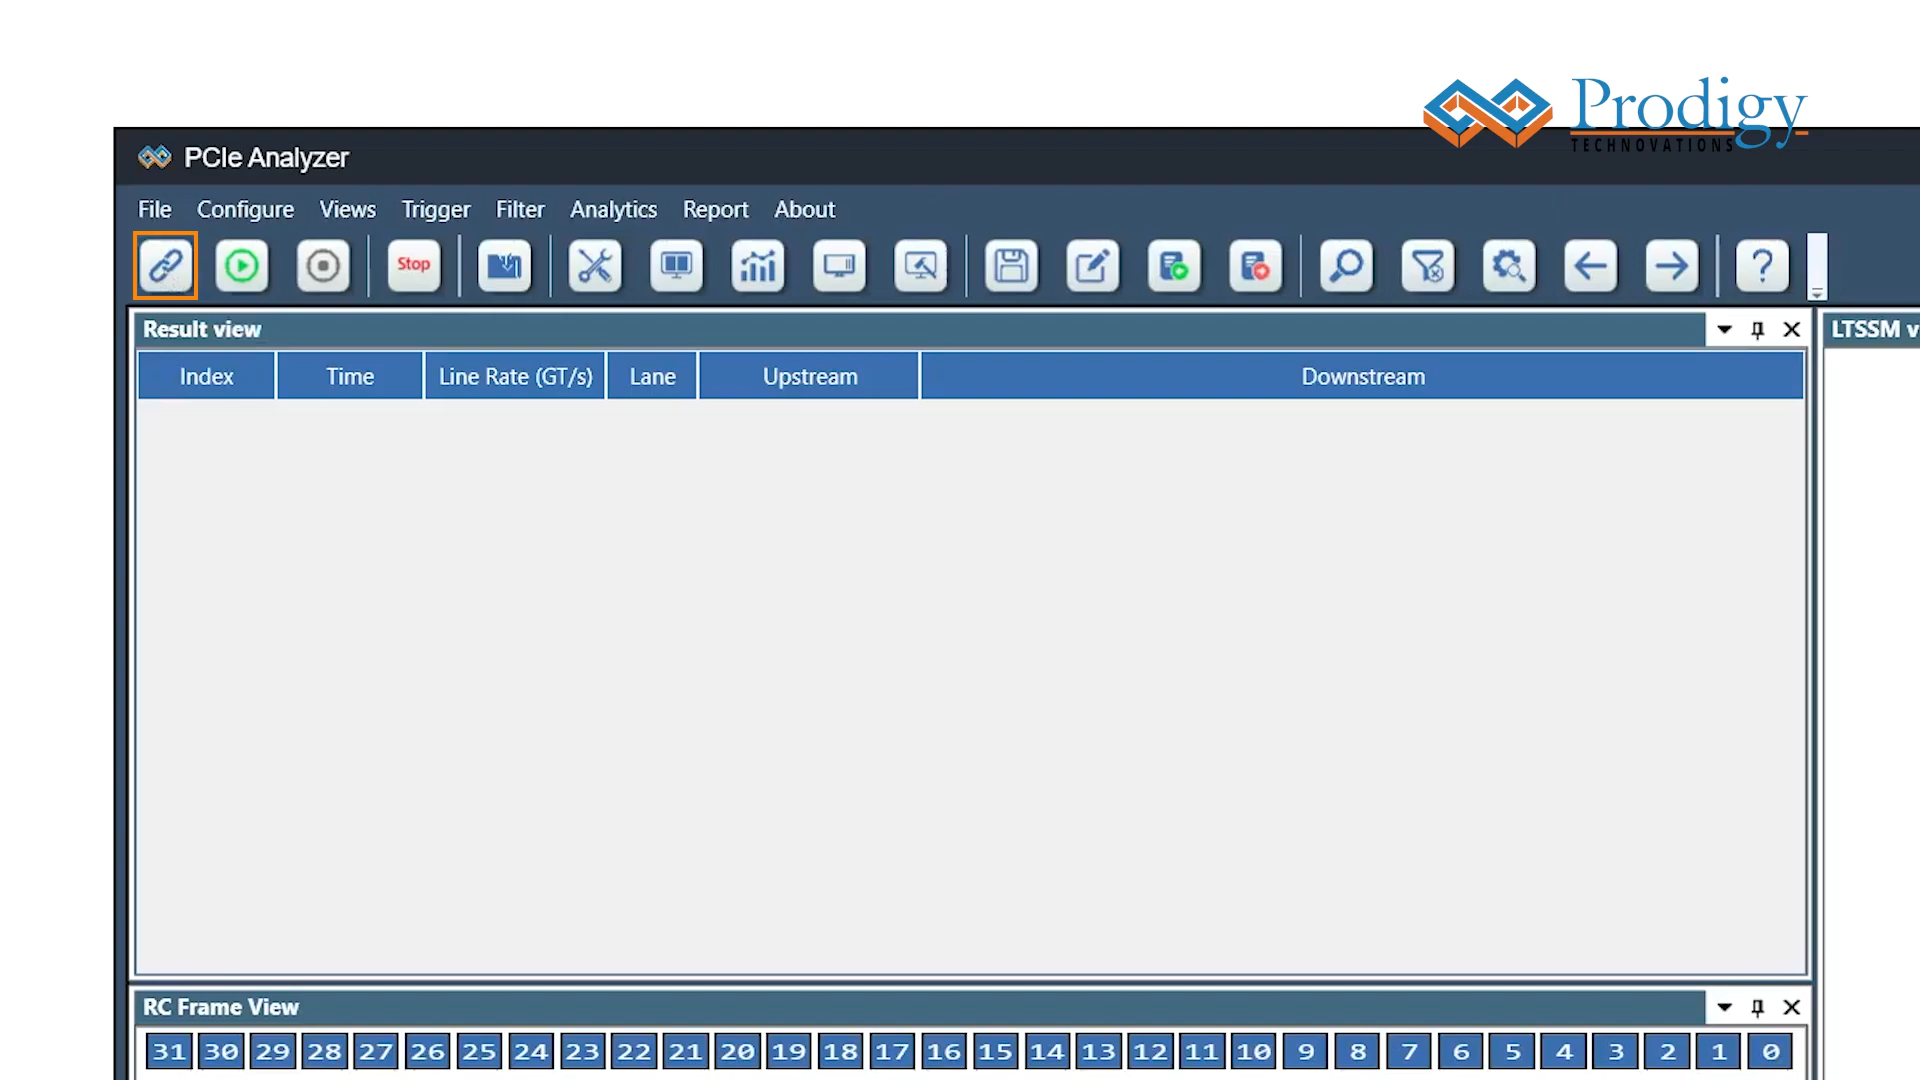 Prodigy
TECHNOVATIONS
PCIe Analyzer
File Configure Views Trigger Filter Analytics Report About
Stop
Result view
LTSSM v
Index Time Line Rate (GT/s) Lane Upstream Downstream
RC Frame View
31 30 29 28 27 26 25 24 23 22 21 20 19 18 17 16 15 14 13 12 11 10 9 8 7 6 5 4 3 2 1 0